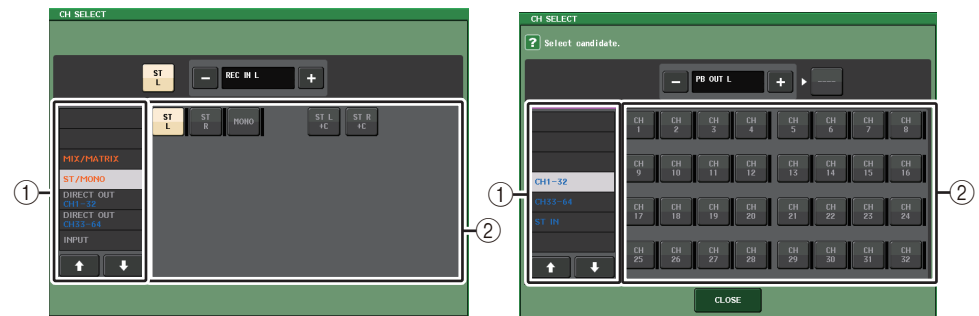 CH SELECT
ST L
−
REC IN L
+
ST L
ST R
MONO
ST L +C
ST R +C
MIX/MATRIX
ST/MONO
DIRECT OUT
CH1-32
DIRECT OUT
CH33-64
INPUT
1
2
CH SELECT
? Select candidate.
−
PB OUT L
+
----
CH1-32
CH33-64
ST IN
CH 1 CH 2 CH 3 CH 4 CH 5 CH 6 CH 7 CH 8
CH 9 CH 10 CH 11 CH 12 CH 13 CH 14 CH 15 CH 16
CH 17 CH 18 CH 19 CH 20 CH 21 CH 22 CH 23 CH 24
CH 25 CH 26 CH 27 CH 28 CH 29 CH 30 CH 31 CH 32
1
2
CLOSE